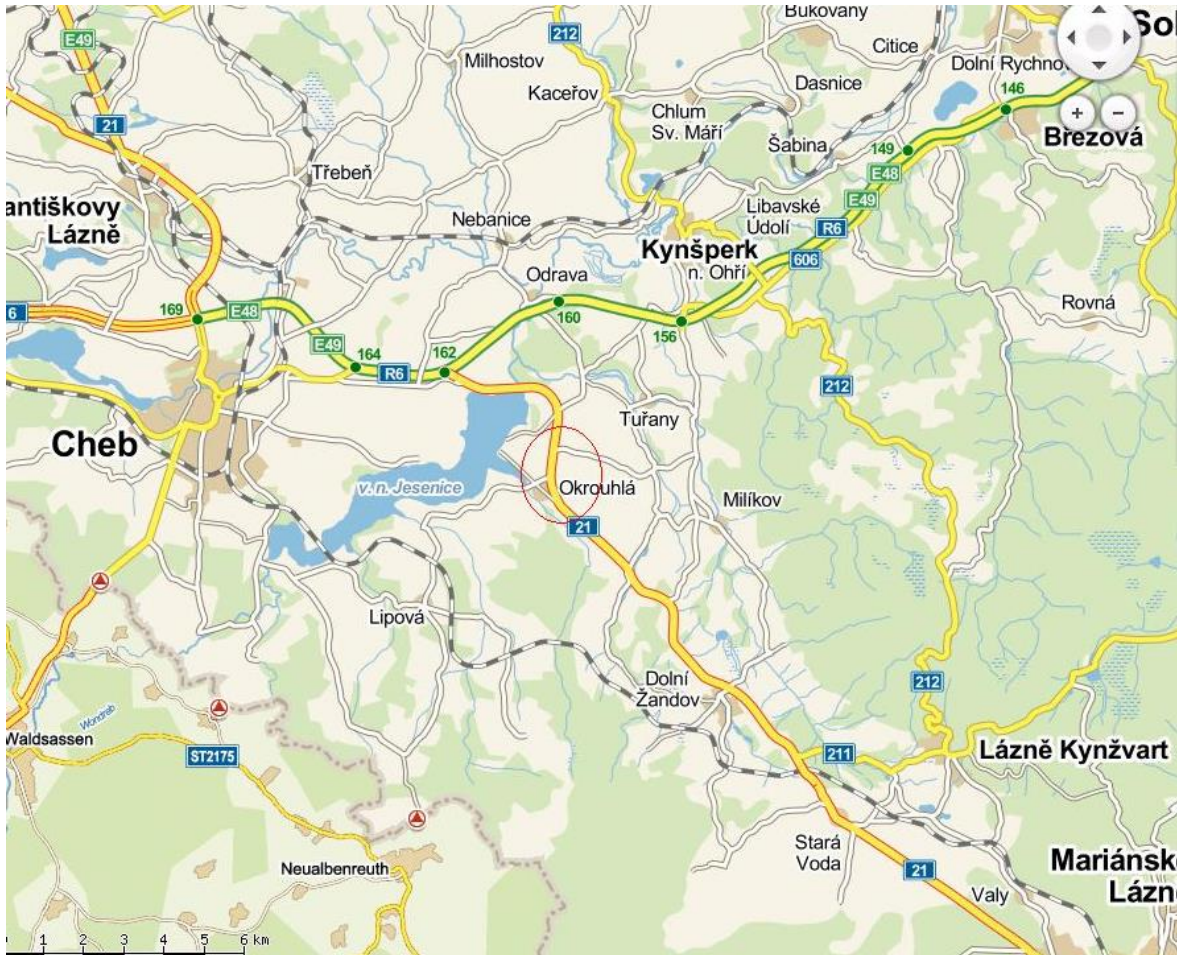 Bukovany
Sol
E49
212
Citice
Milhostov
Dolní Rychnov
Dasnice
Kaceřov
146
Chlum
Sv. Máří
21
+ −
Šabina
149
Březová
Třebeň
E48
antiškovy
Lázně
E49
Nebanice
Libavské
Údolí
R6
Kynšperk
n. Ohří
606
Odrava
6
169
E48
160
156
Rovná
E49
164
162
R6
212
Tuřany
Cheb
v. n. Jesenice
Okrouhlá
Milíkov
21
Lipová
Dolní
Žandov
212
Wondreb
Waldsassen
ST2175
211
Lázně Kynžvart
Stará
Voda
Neualbenreuth
21
Mariánské
Lázně
Valy
1 2 3 4 5 6 km